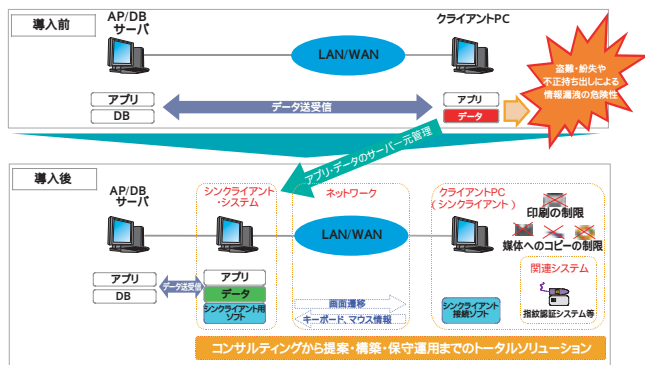 導入前
AP/DB
サーバ
クライアントPC
LAN/WAN
アプリ
DB
データ送受信
アプリ
データ
盗難・紛失や
不正持ち出しによる
情報漏洩の危険性
アプリ・データのサーバ一元管理
導入後
AP/DB
サーバ
シンクライアント
・システム
ネットワーク
クライアントPC
(シンクライアント)
印刷の制限
媒体へのコピーの制限
LAN/WAN
関連システム
指紋認証システム等
アプリ
DB
データ送受信
アプリ
データ
シンクライアント用
ソフト
画面遷移
キーボード、マウス情報
シンクライアント
接続ソフト
コンサルティングから提案・構築・保守運用までのトータルソリューション